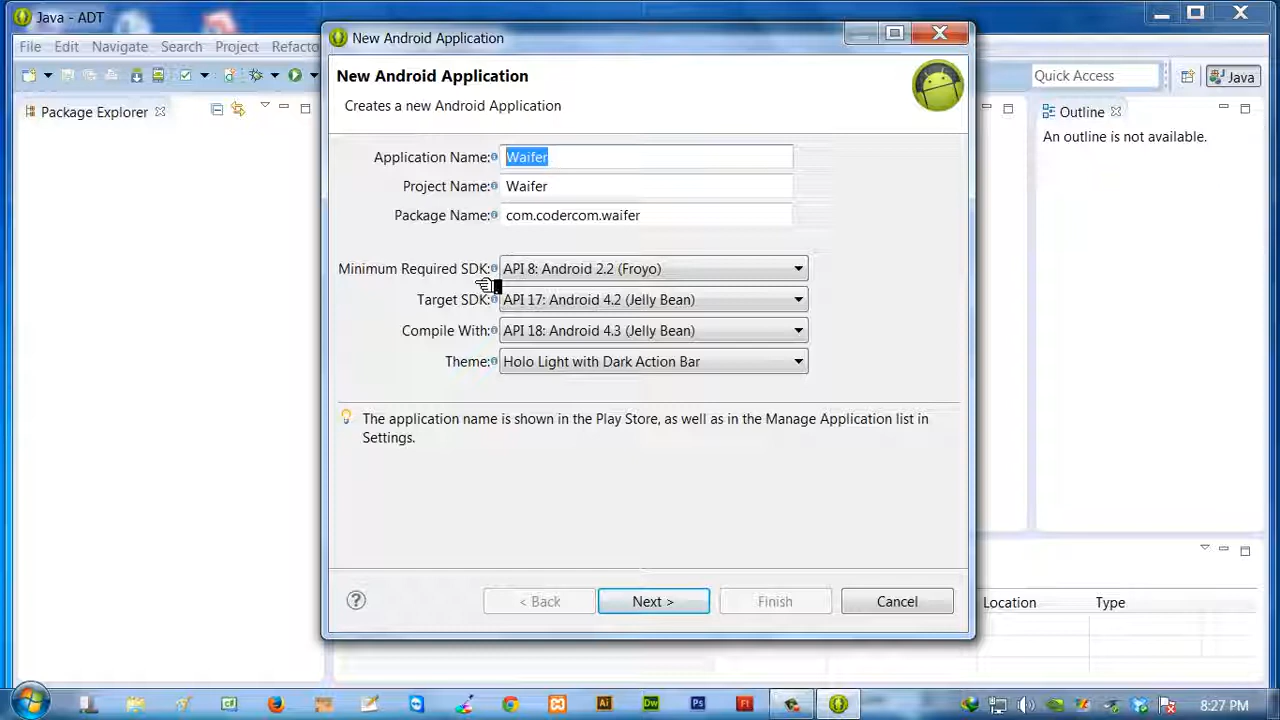 Java - ADT
File Edit Navigate Search Project Refacto
Quick Access
Java
Package Explorer
Outline
An outline is not available.
New Android Application
New Android Application
Creates a new Android Application
Application Name: Waifer
Project Name: Waifer
Package Name: com.codercom.waifer
Minimum Required SDK: API 8: Android 2.2 (Froyo)
Target SDK: API 17: Android 4.2 (Jelly Bean)
Compile With: API 18: Android 4.3 (Jelly Bean)
Theme: Holo Light with Dark Action Bar
The application name is shown in the Play Store, as well as in the Manage Application list in
Settings.
? < Back Next > Finish Cancel
Location Type
Ai Dw Ps Fl 8:27 PM